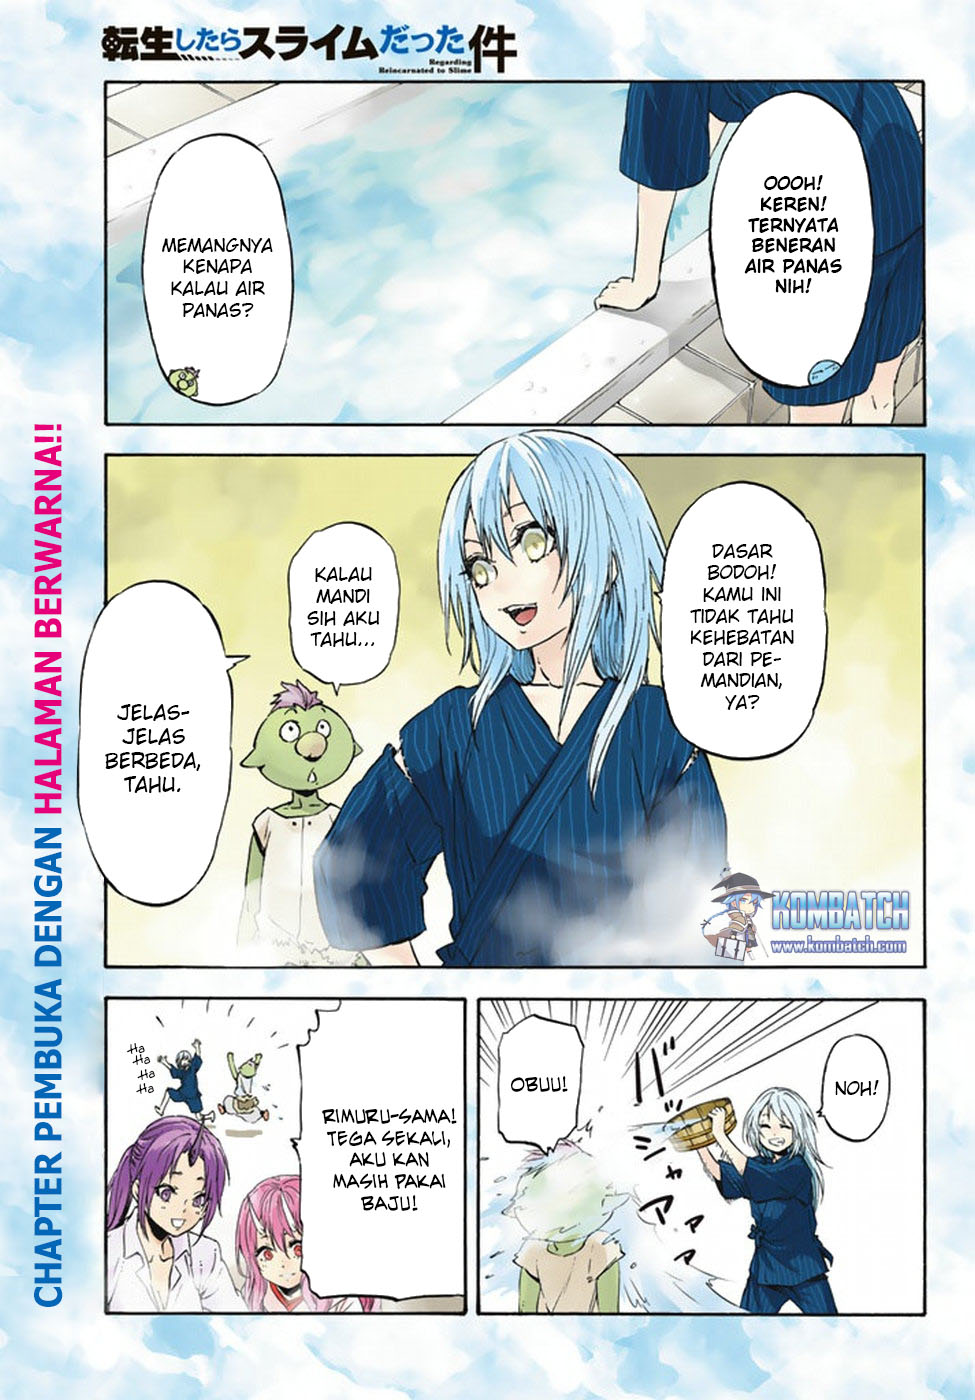 転生したらスライムだった件
Regarding
Reincarnated to Slime
OOOH!
KEREN!
TERNYATA
BENERAN
AIR PANAS
NIH!
MEMANGNYA
KENAPA
KALAU AIR
PANAS?
DASAR
BODOH!
KAMU INI
TIDAK TAHU
KEHEBATAN
DARI PE-
MANDIAN,
YA?
KALAU
MANDI
SIH AKU
TAHU...
JELAS-
JELAS
BERBEDA,
TAHU.
KOMBATCH
www.kombatch.com
NOH!
OBUU!
バシャアアア
RIMURU-SAMA!
TEGA SEKALI,
AKU KAN
MASIH PAKAI
BAJU!
Ha
Ha
Ha
Ha
CHAPTER PEMBUKA DENGAN HALAMAN BERWARNA!!